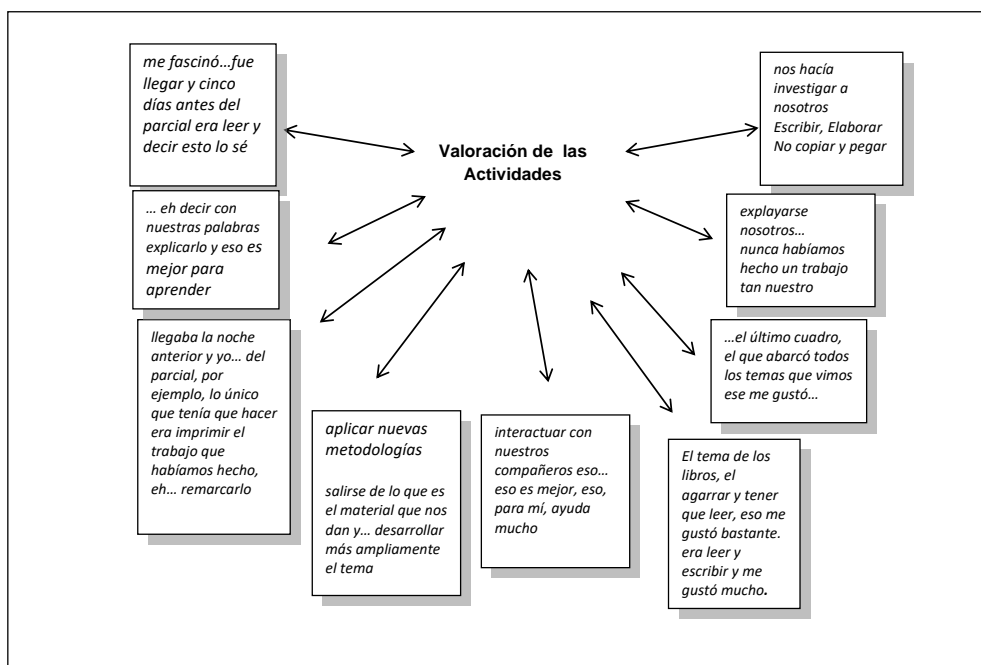 Valoración de las
Actividades
me fascinó...fue
llegar y cinco
días antes del
parcial era leer y
decir esto lo sé
... eh decir con
nuestras palabras
explicarlo y eso es
mejor para
aprender
llegaba la noche
anterior y yo... del
parcial, por
ejemplo, lo único
que tenía que hacer
era imprimir el
trabajo que
habíamos hecho,
eh... remarcarlo
aplicar nuevas
metodologías
salirse de lo que es
el material que nos
dan y... desarrollar
más ampliamente
el tema
interactuar con
nuestros
compañeros eso...
eso es mejor, eso,
para mí, ayuda
mucho
El tema de los
libros, el
agarrar y tener
que leer, eso me
gustó bastante.
era leer y
escribir y me
gustó mucho.
...el último cuadro,
el que abarcó todos
los temas que vimos
ese me gustó...
explayarse
nosotros...
nunca habíamos
hecho un trabajo
tan nuestro
nos hacía
investigar a
nosotros
Escribir, Elaborar
No copiar y pegar